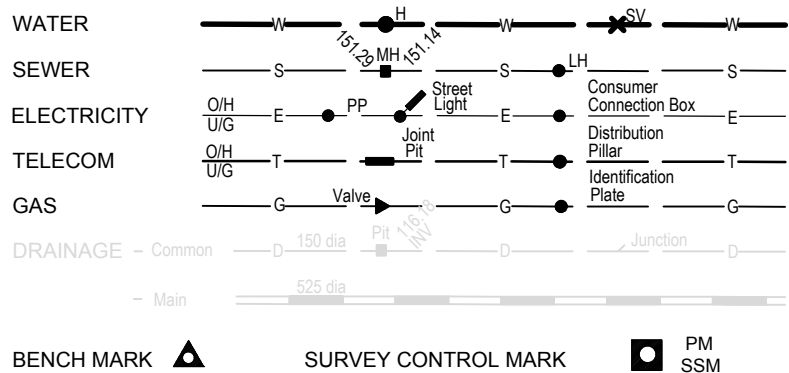 WATER W H W SV W
151.29 151.14
SEWER S MH S LH S
ELECTRICITY O/H U/G E PP Street Light E Consumer Connection Box E
TELECOM O/H U/G T Joint Pit T Distribution Pillar T
GAS G Valve G Identification Plate G
DRAINAGE - Common D 150 dia Pit 116.18 INV D Junction D
- Main 525 dia
BENCH MARK SURVEY CONTROL MARK PM SSM